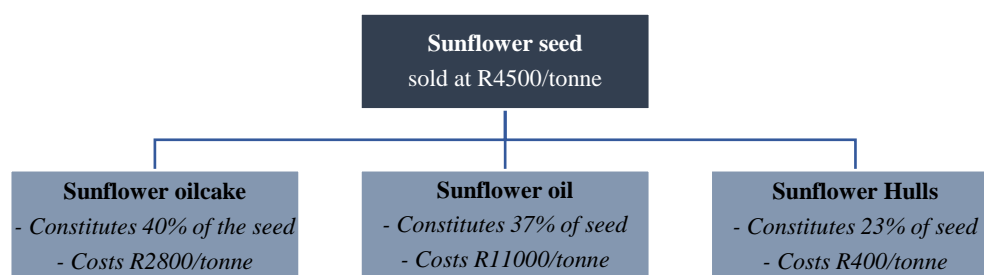 Sunflower seed
sold at R4500/tonne
Sunflower oilcake
- Constitutes 40% of the seed
- Costs R2800/tonne
Sunflower oil
- Constitutes 37% of seed
- Costs R11000/tonne
Sunflower Hulls
- Constitutes 23% of seed
- Costs R400/tonne